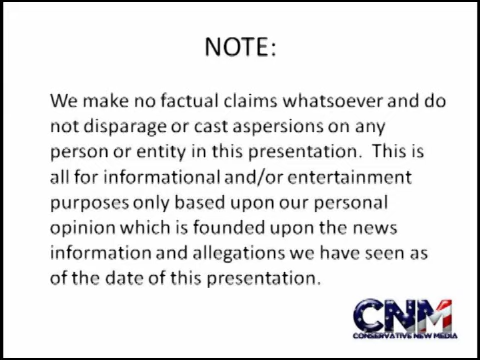 NOTE:
We make no factual claims whatsoever and do
not disparage or cast aspersions on any
person or entity in this presentation.  This is
all for informational and/or entertainment
purposes only based upon our personal
opinion which is founded upon the news
information and allegations we have seen as
of the date of this presentation.
CNM
CONSERVATIVE NEW MEDIA